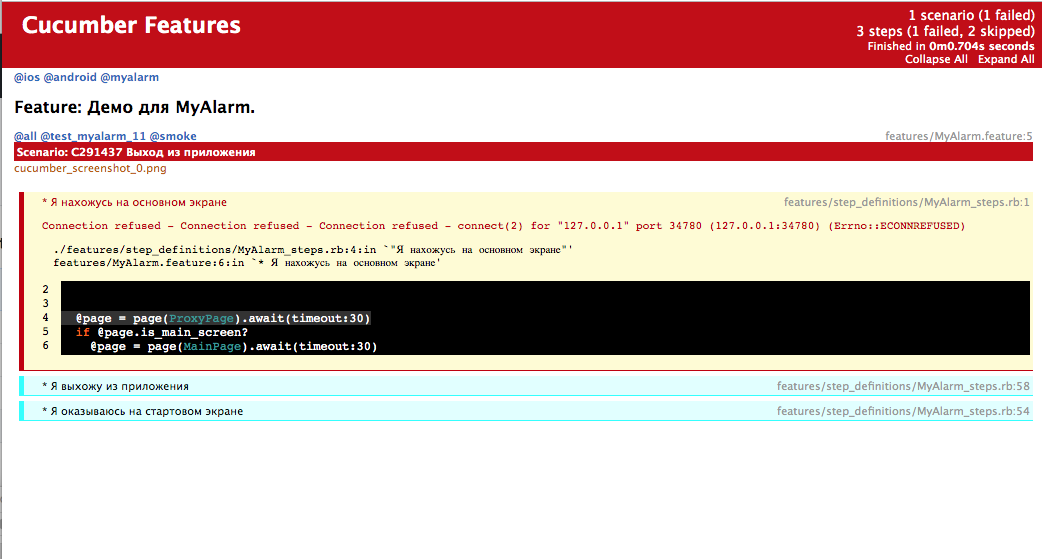 Cucumber Features
1 scenario (1 failed)
3 steps (1 failed, 2 skipped)
Finished in 0m0.704s seconds
Collapse All Expand All
@ios @android @myalarm
Feature: Демо для MyAlarm.
@all @test_myalarm_11 @smoke
features/MyAlarm.feature:5
Scenario: C291437 Выход из приложения
cucumber_screenshot_0.png
* Я нахожусь на основном экране
features/step_definitions/MyAlarm_steps.rb:1
Connection refused - Connection refused - Connection refused - connect(2) for "127.0.0.1" port 34780 (127.0.0.1:34780) (Errno::ECONNREFUSED)
./features/step_definitions/MyAlarm_steps.rb:4:in `"Я нахожусь на основном экране"'
features/MyAlarm.feature:6:in `* Я нахожусь на основном экране'
2
3
4 @page = page(ProxyPage).await(timeout:30)
5 if @page.is_main_screen?
6 @page = page(MainPage).await(timeout:30)
* Я выхожу из приложения
features/step_definitions/MyAlarm_steps.rb:58
* Я оказываюсь на стартовом экране
features/step_definitions/MyAlarm_steps.rb:54